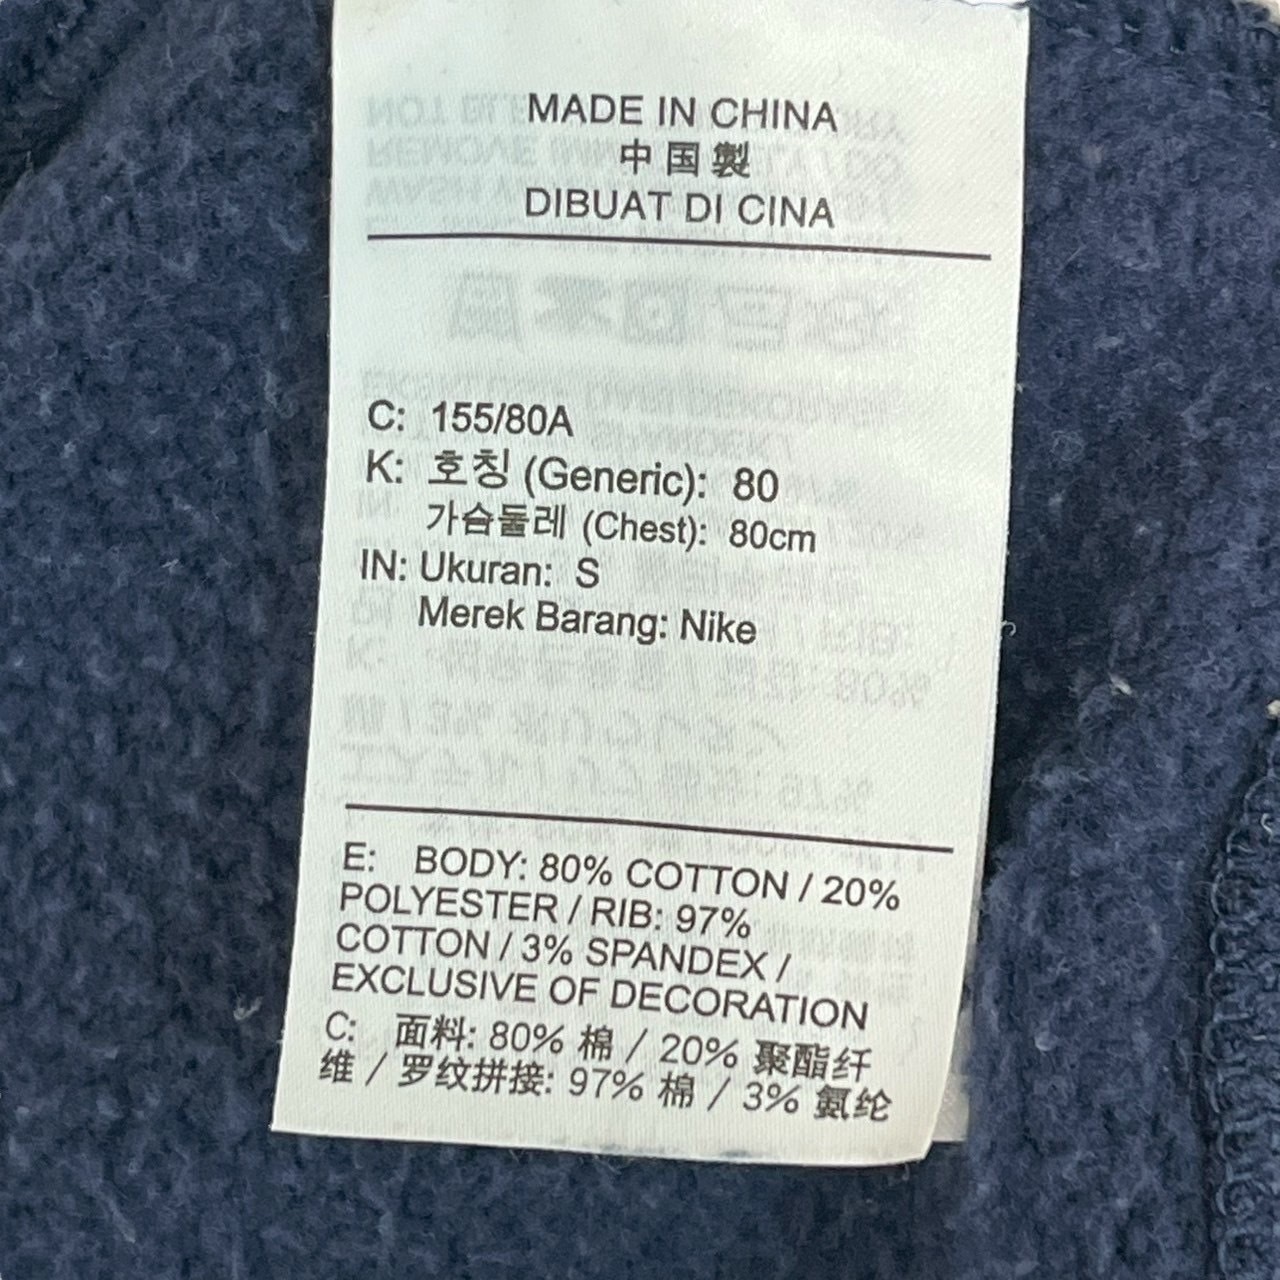 MADE IN CHINA
中国製
DIBUAT DI CINA
C: 155/80A
K: 호칭 (Generic): 80
가슴둘레 (Chest): 80cm
IN: Ukuran: S
Merek Barang: Nike
E: BODY: 80% COTTON / 20%
POLYESTER / RIB: 97%
COTTON / 3% SPANDEX /
EXCLUSIVE OF DECORATION
C: 面料: 80% 棉 / 20% 聚酯纤
维 / 罗纹拼接: 97% 棉 / 3% 氨纶